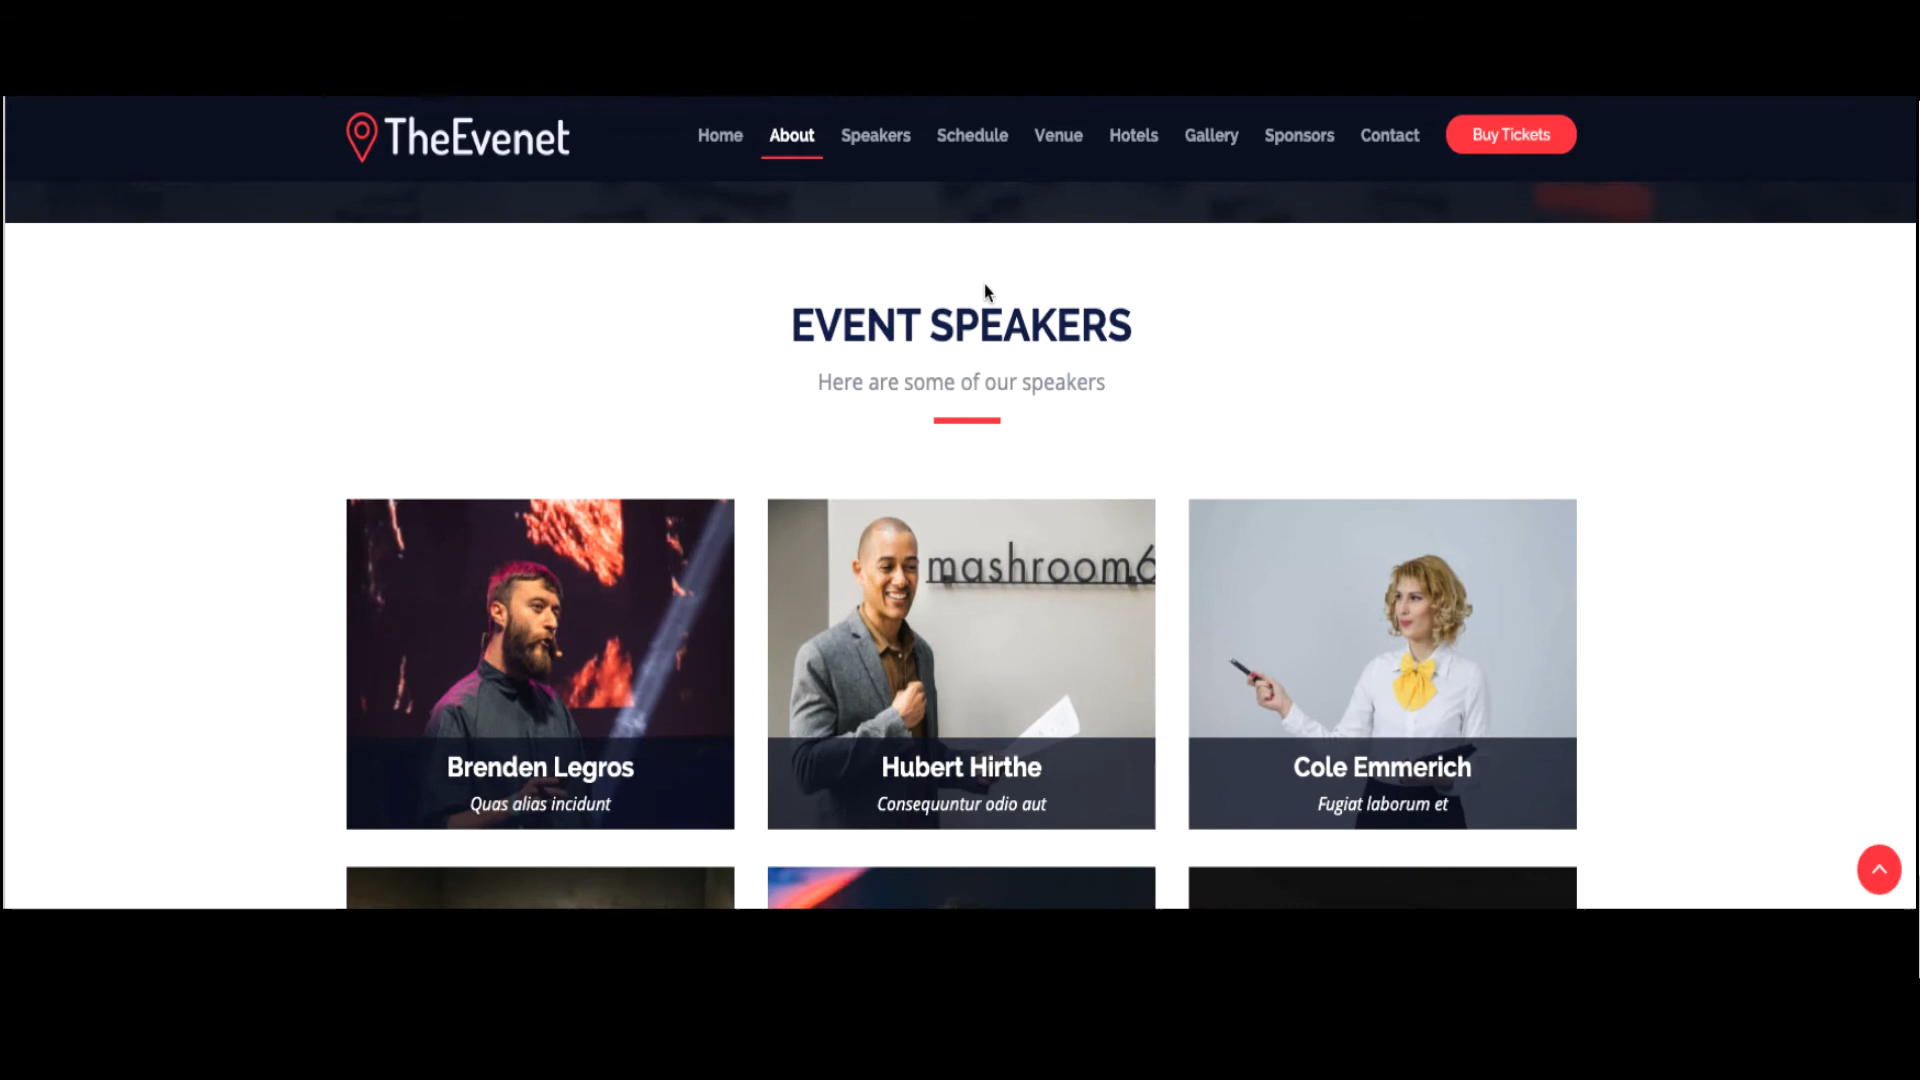 TheEvenet
Home About Speakers Schedule Venue Hotels Gallery Sponsors Contact Buy Tickets
EVENT SPEAKERS
Here are some of our speakers
mashroom6
Brenden Legros
Quas alias incidunt
Hubert Hirthe
Consequuntur odio aut
Cole Emmerich
Fugiat laborum et